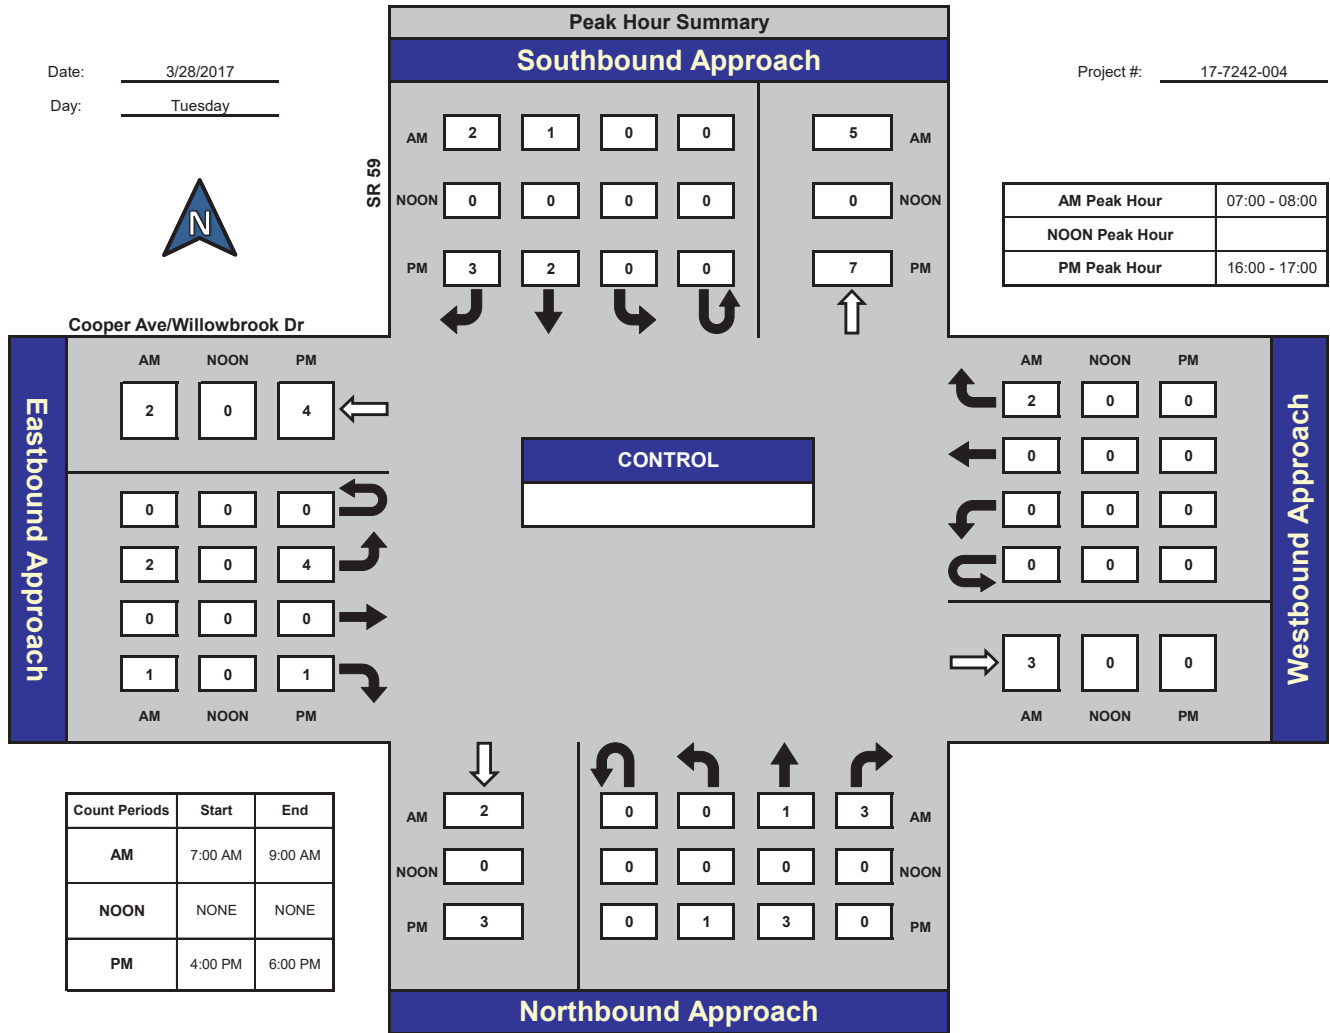 Peak Hour Summary
Southbound Approach
Date: 3/28/2017
Project #: 17-7242-004
Day: Tuesday
AM 2 1 0 0 5 AM
SR 59
NOON 0 0 0 0 0 NOON
PM 3 2 0 0 7 PM
N
AM Peak Hour 07:00 - 08:00
NOON Peak Hour
PM Peak Hour 16:00 - 17:00
Cooper Ave/Willowbrook Dr
Eastbound Approach
AM NOON PM
2 0 4
0 0 0
2 0 4
0 0 0
1 0 1
AM NOON PM
CONTROL
AM NOON PM
2 0 0
0 0 0
0 0 0
0 0 0
3 0 0
AM NOON PM
Westbound Approach
Count Periods Start End
AM 7:00 AM 9:00 AM
NOON NONE NONE
PM 4:00 PM 6:00 PM
AM 2 0 0 1 3 AM
NOON 0 0 0 0 0 NOON
PM 3 0 1 3 0 PM
Northbound Approach